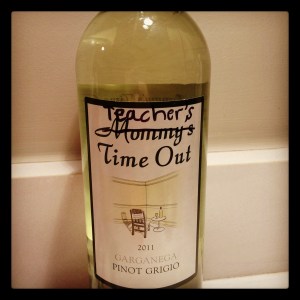 Teacher's
Mommy's
Time Out
2011
GARGANEGA
PINOT GRIGIO